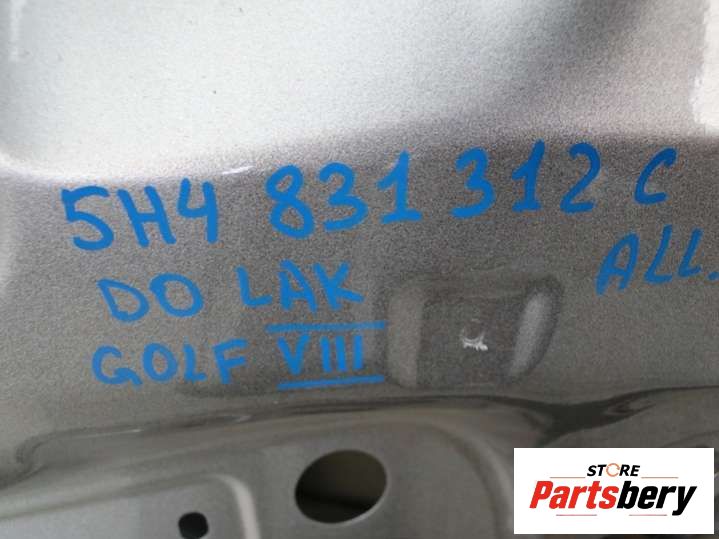 5H4 831 312 C
DO LAK ALL.
GOLF VIII
STORE
Partsbery